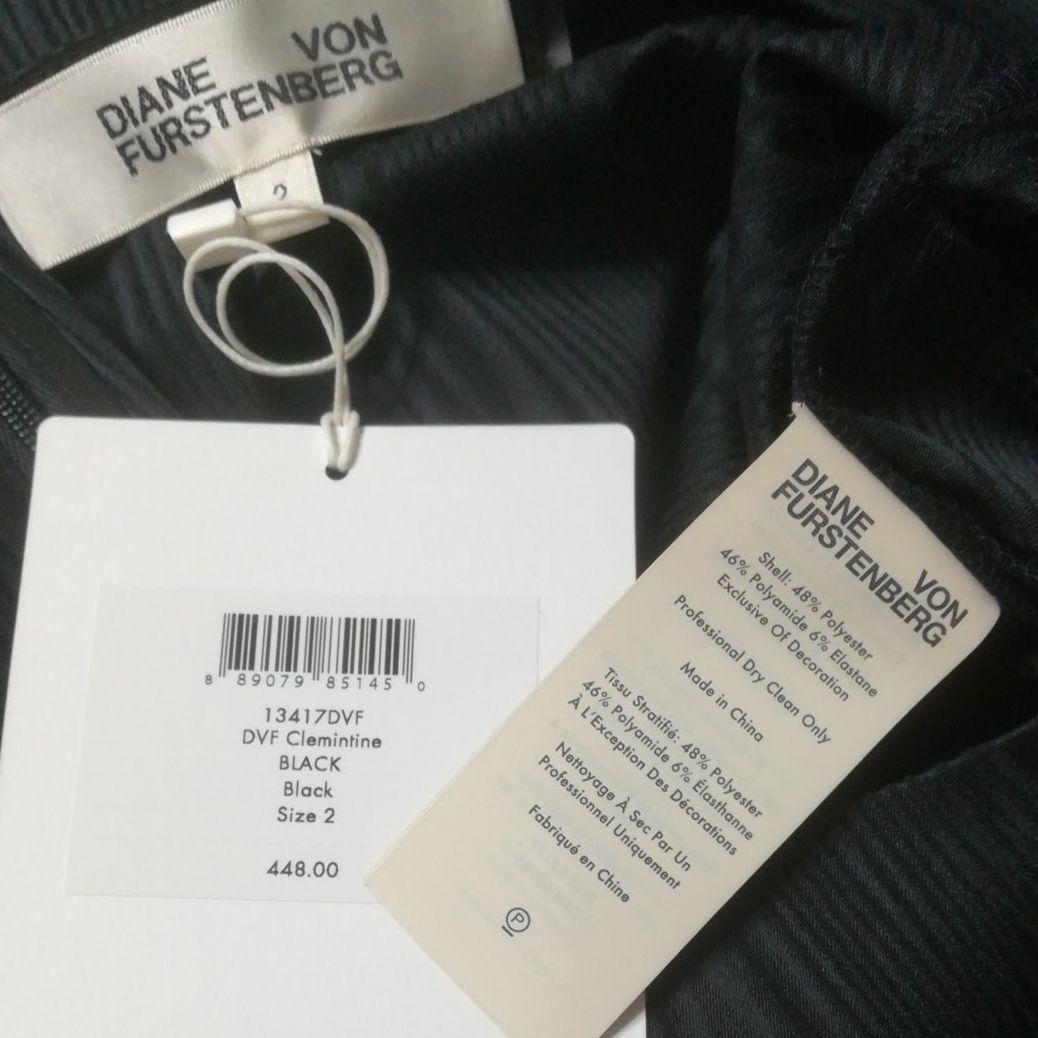 DIANE VON
FURSTENBERG
2
8 89079 85145 0
13417DVF
DVF Clemintine
BLACK
Black
Size 2
448.00
DIANE VON
FURSTENBERG
Shell: 48% Polyester
46% Polyamide 6% Elastane
Exclusive Of Decoration
Professional Dry Clean Only
Made in China
Tissu Stratifié: 48% Polyester
46% Polyamide 6% Élasthanne
À L'Exception Des Décorations
Nettoyage À Sec Par Un
Professionnel Uniquement
Fabriqué en Chine
P